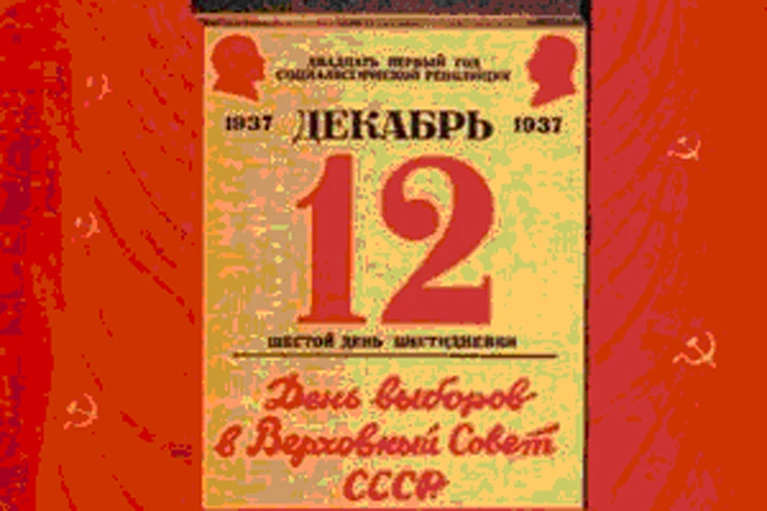 ДВАДЦАТЬ ПЕРВЫЙ ГОД
СОЦИАЛИСТИЧЕСКОЙ РЕВОЛЮЦИИ
1937 ДЕКАБРЬ 1937
12
ШЕСТОЙ ДЕНЬ ШЕСТИДНЕВКИ
День выборов
в Верховный Совет
СССР